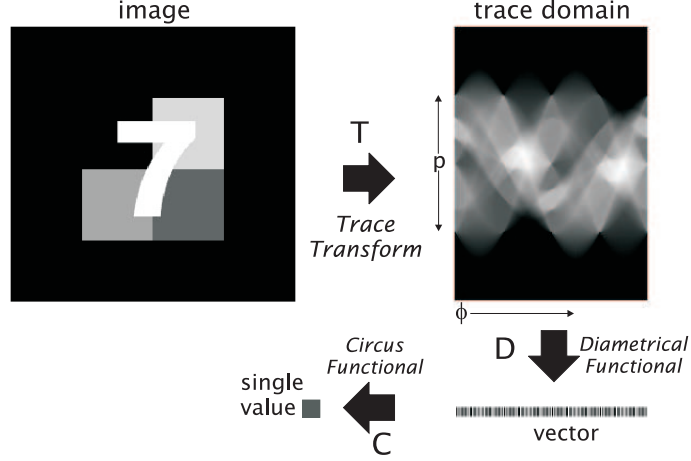 image
trace domain
7
T
Trace
Transform
p
ϕ
D
Diametrical
Functional
vector
Circus
Functional
C
single
value